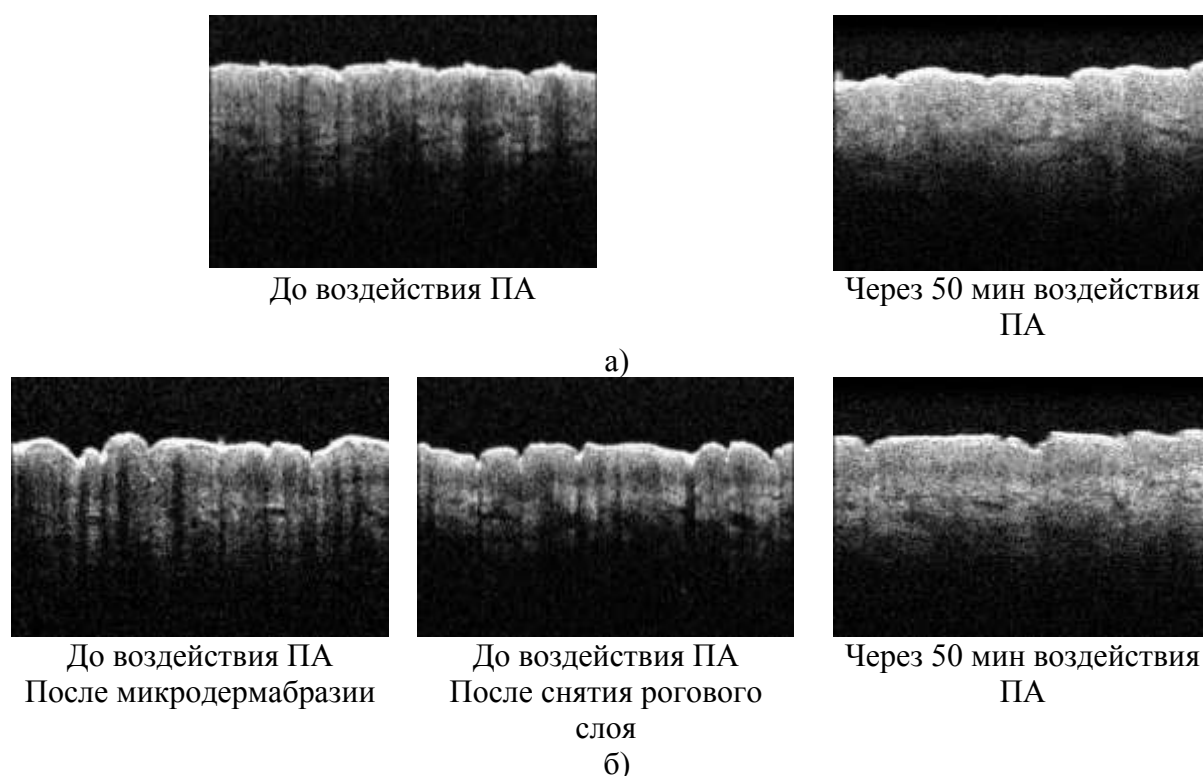 До воздействия ПА
Через 50 мин воздействия
ПА
а)
До воздействия ПА
После микродермабразии
До воздействия ПА
После снятия рогового
слоя
Через 50 мин воздействия
ПА
б)